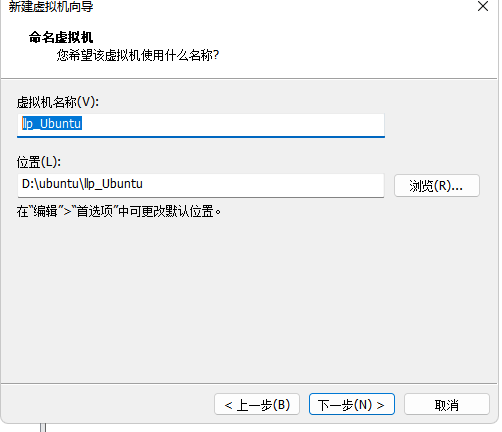 新建虚拟机向导
命名虚拟机
您希望该虚拟机使用什么名称?
虚拟机名称(V):
llp_Ubuntu
位置(L):
D:\ubuntu\llp_Ubuntu
浏览(R)...
在“编辑”>“首选项”中可更改默认位置。
< 上一步(B)
下一步(N) >
取消